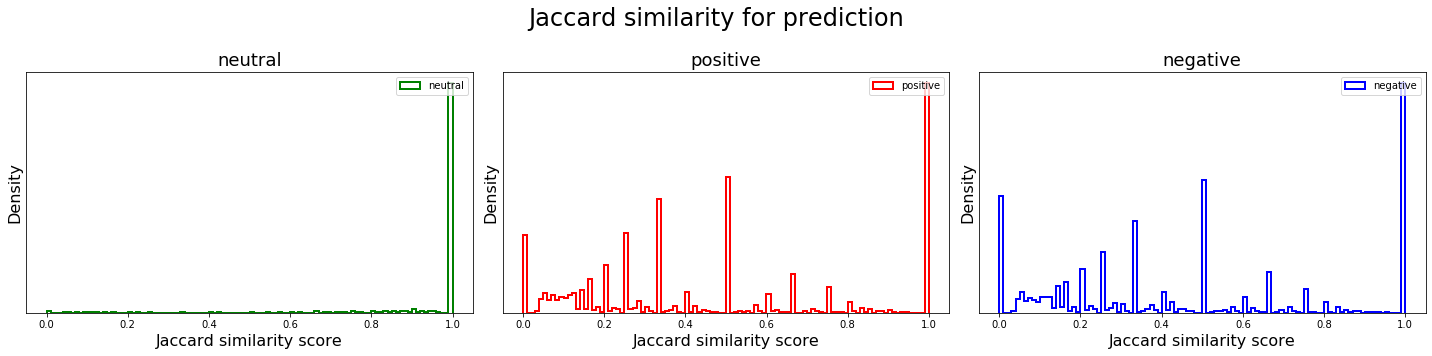 Jaccard similarity for prediction
neutral
positive
negative
neutral
positive
negative
Density
Density
Density
0.0 0.2 0.4 0.6 0.8 1.0
0.0 0.2 0.4 0.6 0.8 1.0
0.0 0.2 0.4 0.6 0.8 1.0
Jaccard similarity score
Jaccard similarity score
Jaccard similarity score